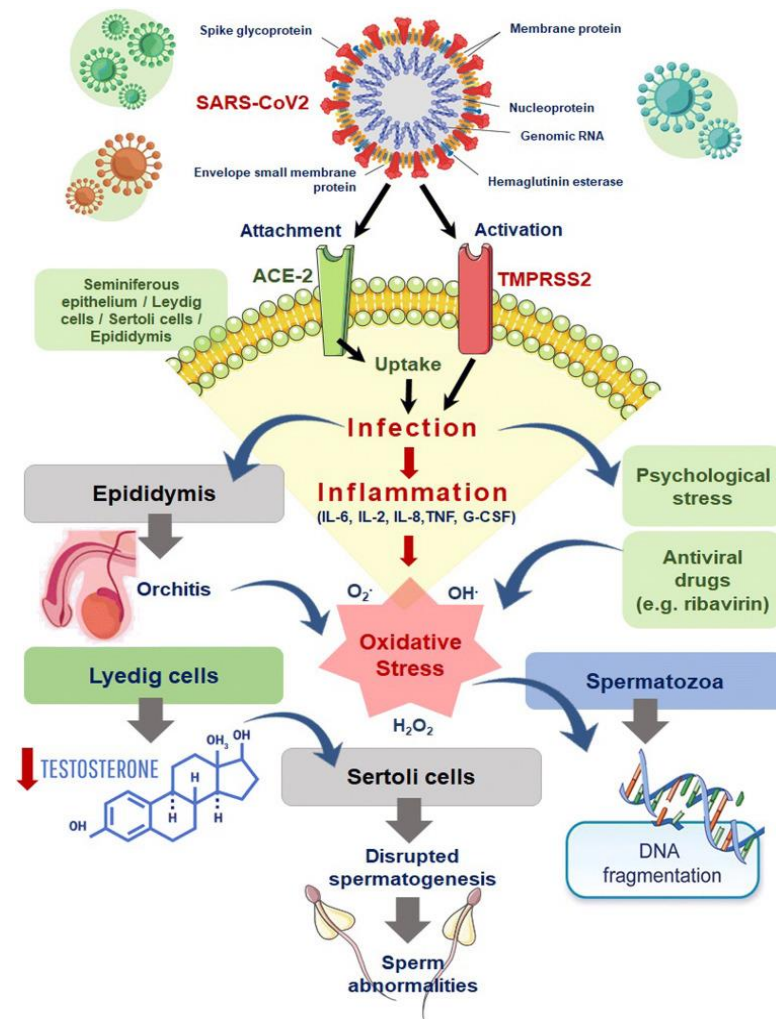 Spike glycoprotein
Membrane protein
SARS-CoV2
Nucleoprotein
Genomic RNA
Envelope small membrane
protein
Hemaglutinin esterase
Attachment
Activation
ACE-2
TMPRSS2
Seminiferous
epithelium / Leydig
cells / Sertoli cells /
Epididymis
Uptake
Infection
Epididymis
Inflammation
(IL-6, IL-2, IL-8,TNF, G-CSF)
Psychological
stress
Orchitis
O₂·
OH·
Antiviral
drugs
(e.g. ribavirin)
Oxidative
Stress
Lyedig cells
Spermatozoa
H₂O₂
TESTOSTERONE
OH₃
OH
H
H
H
OH
Sertoli cells
Disrupted
spermatogenesis
DNA
fragmentation
Sperm
abnormalities